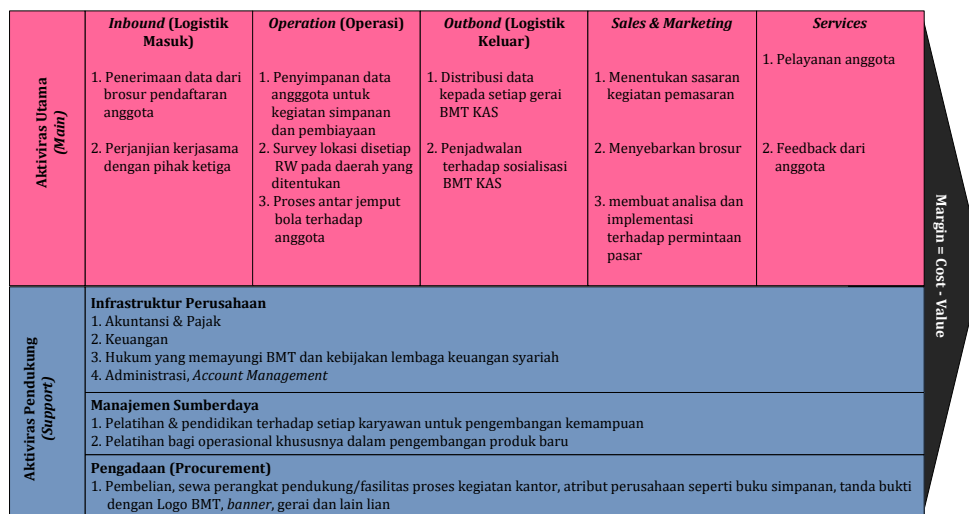 Aktiviras Utama
(Main)
Inbound (Logistik
Masuk)
1. Penerimaan data dari
brosur pendaftaran
anggota
2. Perjanjian kerjasama
dengan pihak ketiga
Operation (Operasi)
1. Penyimpanan data
angggota untuk
kegiatan simpanan
dan pembiayaan
2. Survey lokasi disetiap
RW pada daerah yang
ditentukan
3. Proses antar jemput
bola terhadap
anggota
Outbond (Logistik
Keluar)
1. Distribusi data
kepada setiap gerai
BMT KAS
2. Penjadwalan
terhadap sosialisasi
BMT KAS
Sales & Marketing
1. Menentukan sasaran
kegiatan pemasaran
2. Menyebarkan brosur
3. membuat analisa dan
implementasi
terhadap permintaan
pasar
Services
1. Pelayanan anggota
2. Feedback dari
anggota
Aktiviras Pendukung
(Support)
Infrastruktur Perusahaan
1. Akuntansi & Pajak
2. Keuangan
3. Hukum yang memayungi BMT dan kebijakan lembaga keuangan syariah
4. Administrasi, Account Management
Manajemen Sumberdaya
1. Pelatihan & pendidikan terhadap setiap karyawan untuk pengembangan kemampuan
2. Pelatihan bagi operasional khususnya dalam pengembangan produk baru
Pengadaan (Procurement)
1. Pembelian, sewa perangkat pendukung/fasilitas proses kegiatan kantor, atribut perusahaan seperti buku simpanan, tanda bukti
dengan Logo BMT, banner, gerai dan lain lian
Margin = Cost - Value